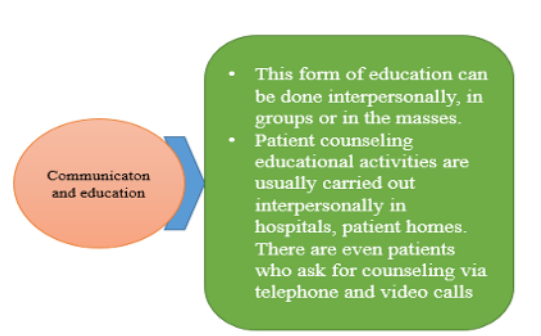 Communicaton
and education
• This form of education can
be done interpersonally, in
groups or in the masses.
• Patient counseling
educational activities are
usually carried out
interpersonally in
hospitals, patient homes.
There are even patients
who ask for counseling via
telephone and video calls